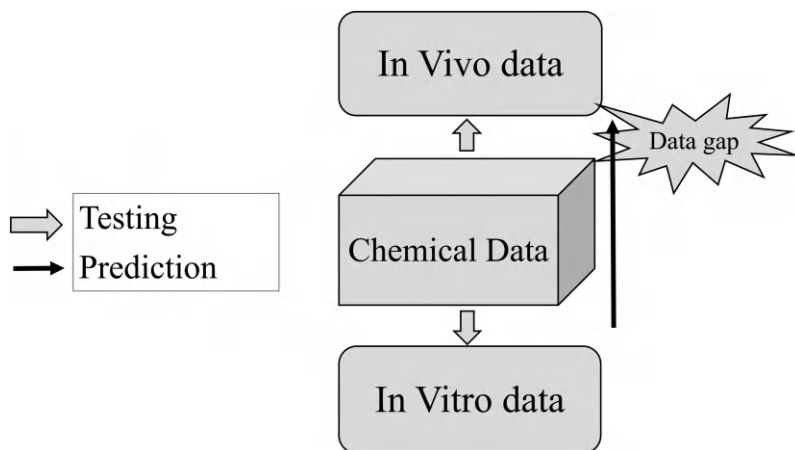 In Vivo data
Data gap
Testing
Chemical Data
Prediction
In Vitro data